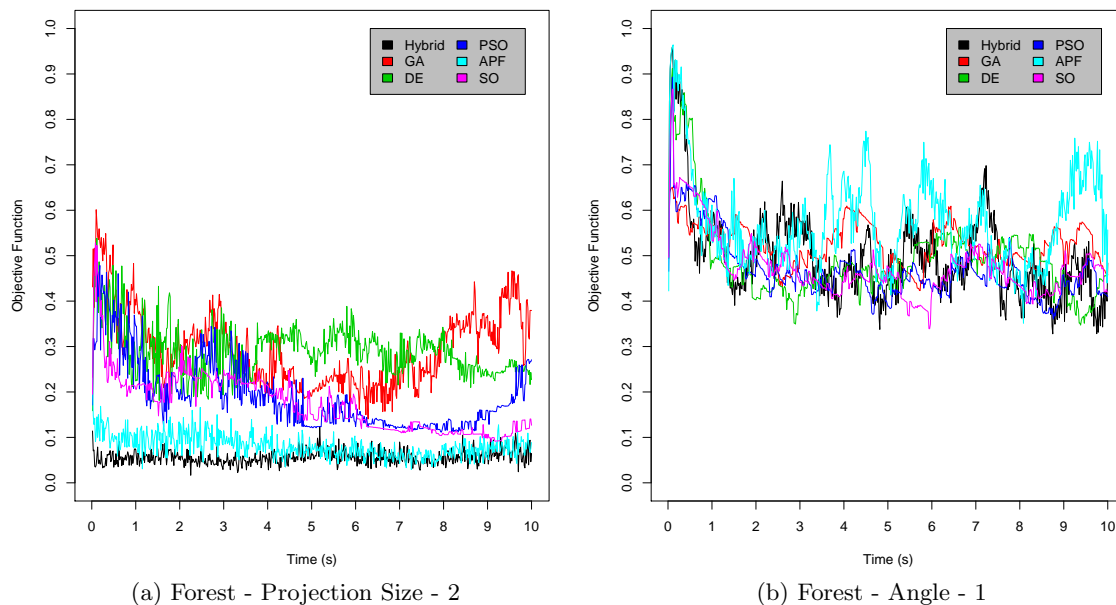 1.0
0.9
0.8
0.7
0.6
0.5
0.4
0.3
0.2
0.1
0.0
Objective Function
Hybrid PSO
GA APF
DE SO
0 1 2 3 4 5 6 7 8 9 10
Time (s)
(a) Forest - Projection Size - 2
1.0
0.9
0.8
0.7
0.6
0.5
0.4
0.3
0.2
0.1
0.0
Objective Function
Hybrid PSO
GA APF
DE SO
0 1 2 3 4 5 6 7 8 9 10
Time (s)
(b) Forest - Angle - 1